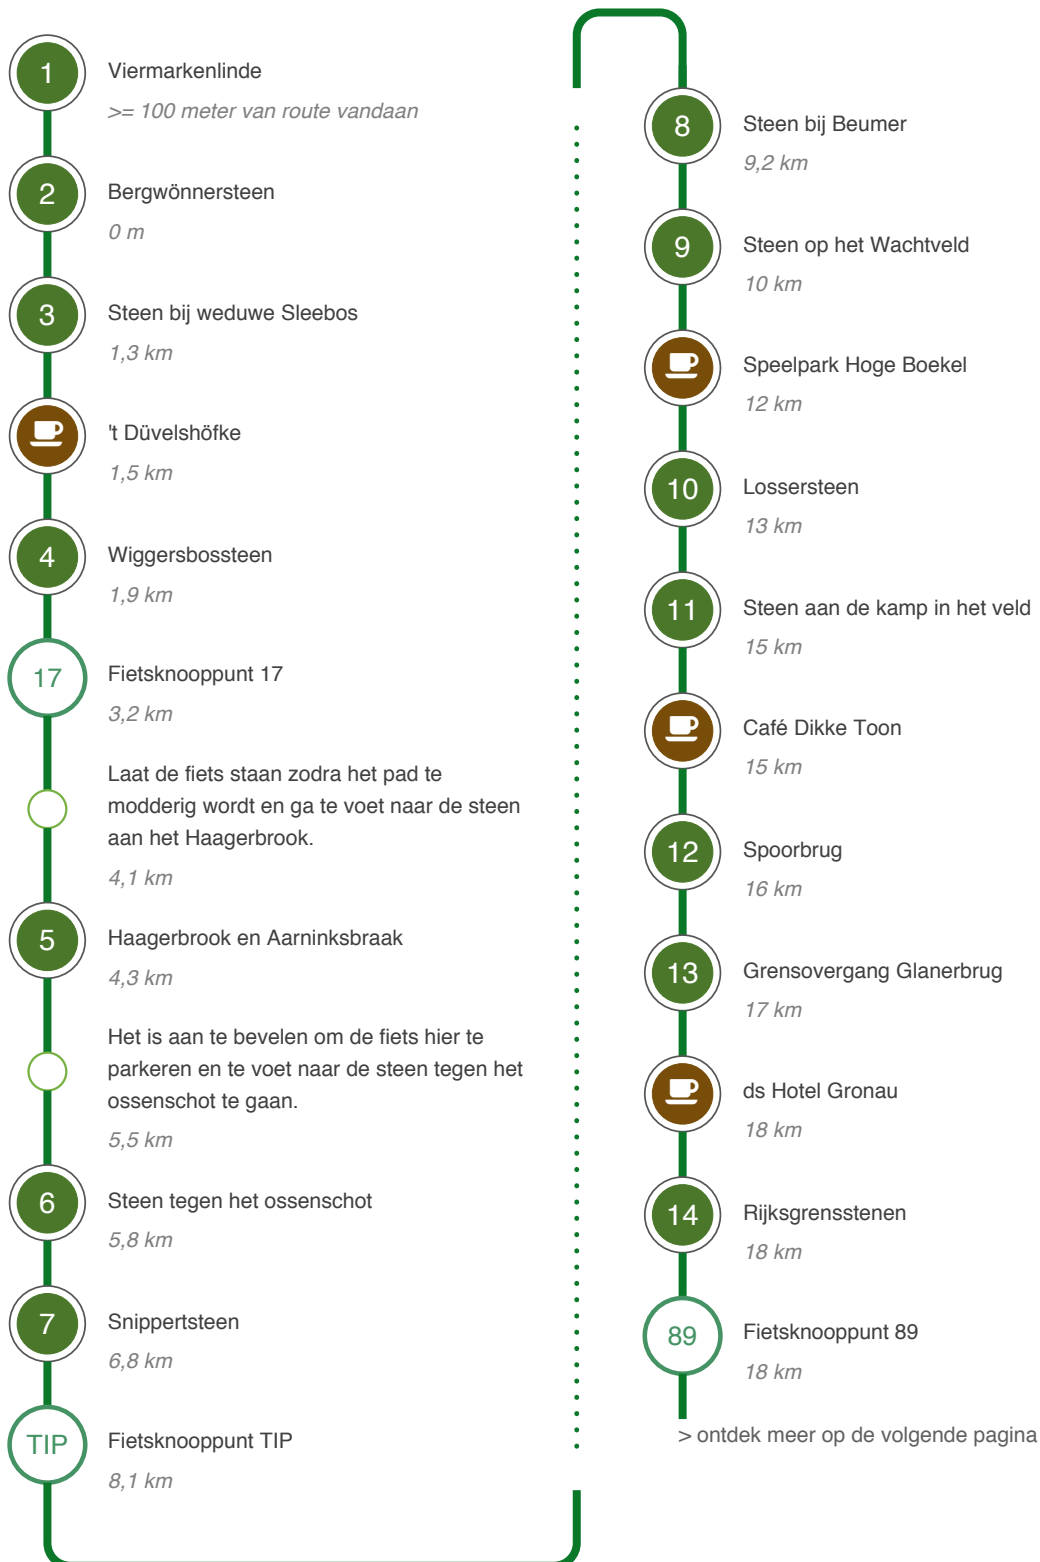 1
Viermarkenlinde
>= 100 meter van route vandaan
2
Bergwönnersteen
0 m
3
Steen bij weduwe Sleebos
1,3 km
't Düvelshöfke
1,5 km
4
Wiggersbossteen
1,9 km
17
Fietsknooppunt 17
3,2 km
Laat de fiets staan zodra het pad te
modderig wordt en ga te voet naar de steen
aan het Haagerbrook.
4,1 km
5
Haagerbrook en Aarninksbraak
4,3 km
Het is aan te bevelen om de fiets hier te
parkeren en te voet naar de steen tegen het
ossenschot te gaan.
5,5 km
6
Steen tegen het ossenschot
5,8 km
7
Snippertsteen
6,8 km
TIP
Fietsknooppunt TIP
8,1 km
8
Steen bij Beumer
9,2 km
9
Steen op het Wachtveld
10 km
Speelpark Hoge Boekel
12 km
10
Lossersteen
13 km
11
Steen aan de kamp in het veld
15 km
Café Dikke Toon
15 km
12
Spoorbrug
16 km
13
Grensovergang Glanerbrug
17 km
ds Hotel Gronau
18 km
14
Rijksgrensstenen
18 km
89
Fietsknooppunt 89
18 km
> ontdek meer op de volgende pagina